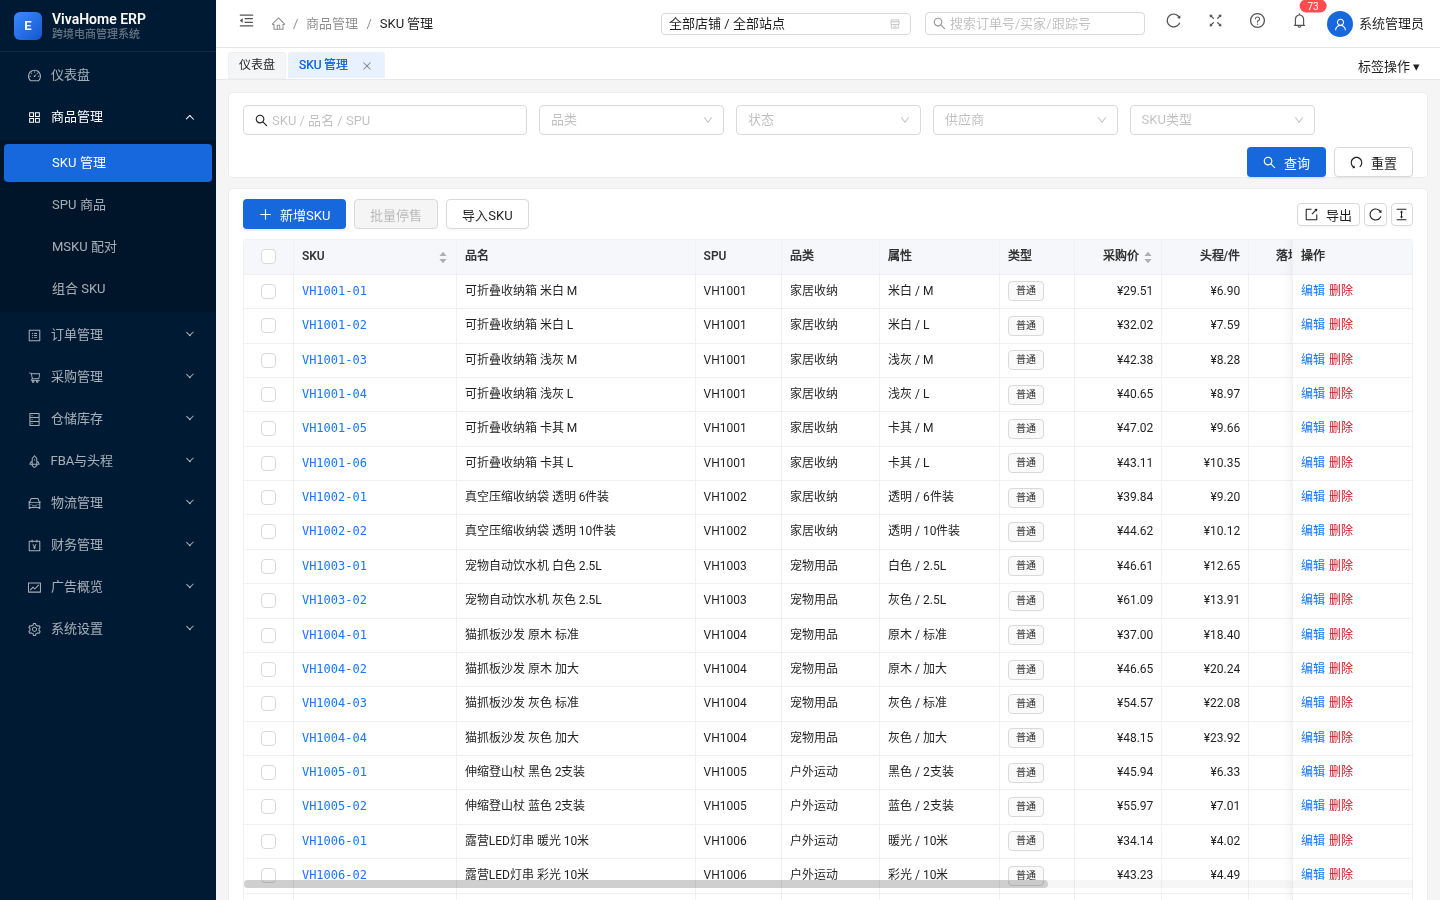 E VivaHome ERP
跨境电商管理系统
商品管理 / SKU 管理
全部店铺 / 全部站点
搜索订单号/买家/跟踪号
73
系统管理员
仪表盘
SKU 管理
标签操作 ▾
仪表盘
商品管理
SKU 管理
SPU 商品
MSKU 配对
组合 SKU
订单管理
采购管理
仓储库存
FBA与头程
物流管理
财务管理
广告概览
系统设置
SKU / 品名 / SPU
品类
状态
供应商
SKU类型
查询
重置
新增SKU
批量停售
导入SKU
导出
SKU 品名 SPU 品类 属性 类型 采购价 头程/件 落 操作
VH1001-01 可折叠收纳箱 米白 M VH1001 家居收纳 米白 / M 普通 ¥29.51 ¥6.90 编辑 删除
VH1001-02 可折叠收纳箱 米白 L VH1001 家居收纳 米白 / L 普通 ¥32.02 ¥7.59 编辑 删除
VH1001-03 可折叠收纳箱 浅灰 M VH1001 家居收纳 浅灰 / M 普通 ¥42.38 ¥8.28 编辑 删除
VH1001-04 可折叠收纳箱 浅灰 L VH1001 家居收纳 浅灰 / L 普通 ¥40.65 ¥8.97 编辑 删除
VH1001-05 可折叠收纳箱 卡其 M VH1001 家居收纳 卡其 / M 普通 ¥47.02 ¥9.66 编辑 删除
VH1001-06 可折叠收纳箱 卡其 L VH1001 家居收纳 卡其 / L 普通 ¥43.11 ¥10.35 编辑 删除
VH1002-01 真空压缩收纳袋 透明 6件装 VH1002 家居收纳 透明 / 6件装 普通 ¥39.84 ¥9.20 编辑 删除
VH1002-02 真空压缩收纳袋 透明 10件装 VH1002 家居收纳 透明 / 10件装 普通 ¥44.62 ¥10.12 编辑 删除
VH1003-01 宠物自动饮水机 白色 2.5L VH1003 宠物用品 白色 / 2.5L 普通 ¥46.61 ¥12.65 编辑 删除
VH1003-02 宠物自动饮水机 灰色 2.5L VH1003 宠物用品 灰色 / 2.5L 普通 ¥61.09 ¥13.91 编辑 删除
VH1004-01 猫抓板沙发 原木 标准 VH1004 宠物用品 原木 / 标准 普通 ¥37.00 ¥18.40 编辑 删除
VH1004-02 猫抓板沙发 原木 加大 VH1004 宠物用品 原木 / 加大 普通 ¥46.65 ¥20.24 编辑 删除
VH1004-03 猫抓板沙发 灰色 标准 VH1004 宠物用品 灰色 / 标准 普通 ¥54.57 ¥22.08 编辑 删除
VH1004-04 猫抓板沙发 灰色 加大 VH1004 宠物用品 灰色 / 加大 普通 ¥48.15 ¥23.92 编辑 删除
VH1005-01 伸缩登山杖 黑色 2支装 VH1005 户外运动 黑色 / 2支装 普通 ¥45.94 ¥6.33 编辑 删除
VH1005-02 伸缩登山杖 蓝色 2支装 VH1005 户外运动 蓝色 / 2支装 普通 ¥55.97 ¥7.01 编辑 删除
VH1006-01 露营LED灯串 暖光 10米 VH1006 户外运动 暖光 / 10米 普通 ¥34.14 ¥4.02 编辑 删除
VH1006-02 露营LED灯串 彩光 10米 VH1006 户外运动 彩光 / 10米 普通 ¥43.23 ¥4.49 编辑 删除